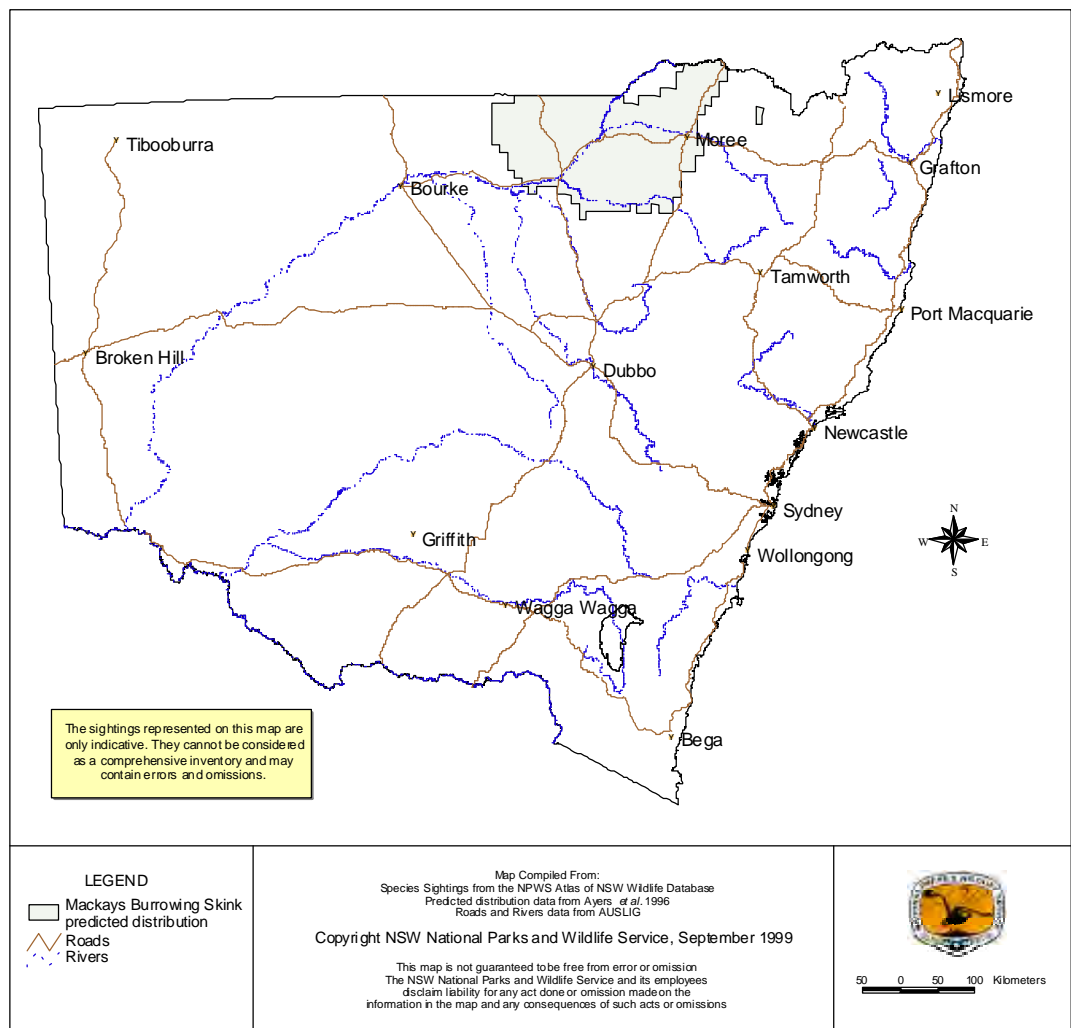 Lismore
Tibooburra
Moree
Grafton
Bourke
Tamworth
Port Macquarie
Broken Hill
Dubbo
Newcastle
Sydney
N
W
E
S
Griffith
Wollongong
Wagga Wagga
Bega
The sightings represented on this map are
only indicative. They cannot be considered
as a comprehensive inventory and may
contain errors and omissions.
LEGEND
Mackays Burrowing Skink
predicted distribution
Roads
Rivers
Map Compiled From:
Species Sightings from the NPWS Atlas of NSW Wildlife Database
Predicted distribution data from Ayers et al. 1996
Roads and Rivers data from AUSLIG
Copyright NSW National Parks and Wildlife Service, September 1999
This map is not guaranteed to be free from error or omission
The NSW National Parks and Wildlife Service and its employees
disclaim liability for any act done or omission made on the
information in the map and any consequences of such acts or omissions
50 0 50 100 Kilometers